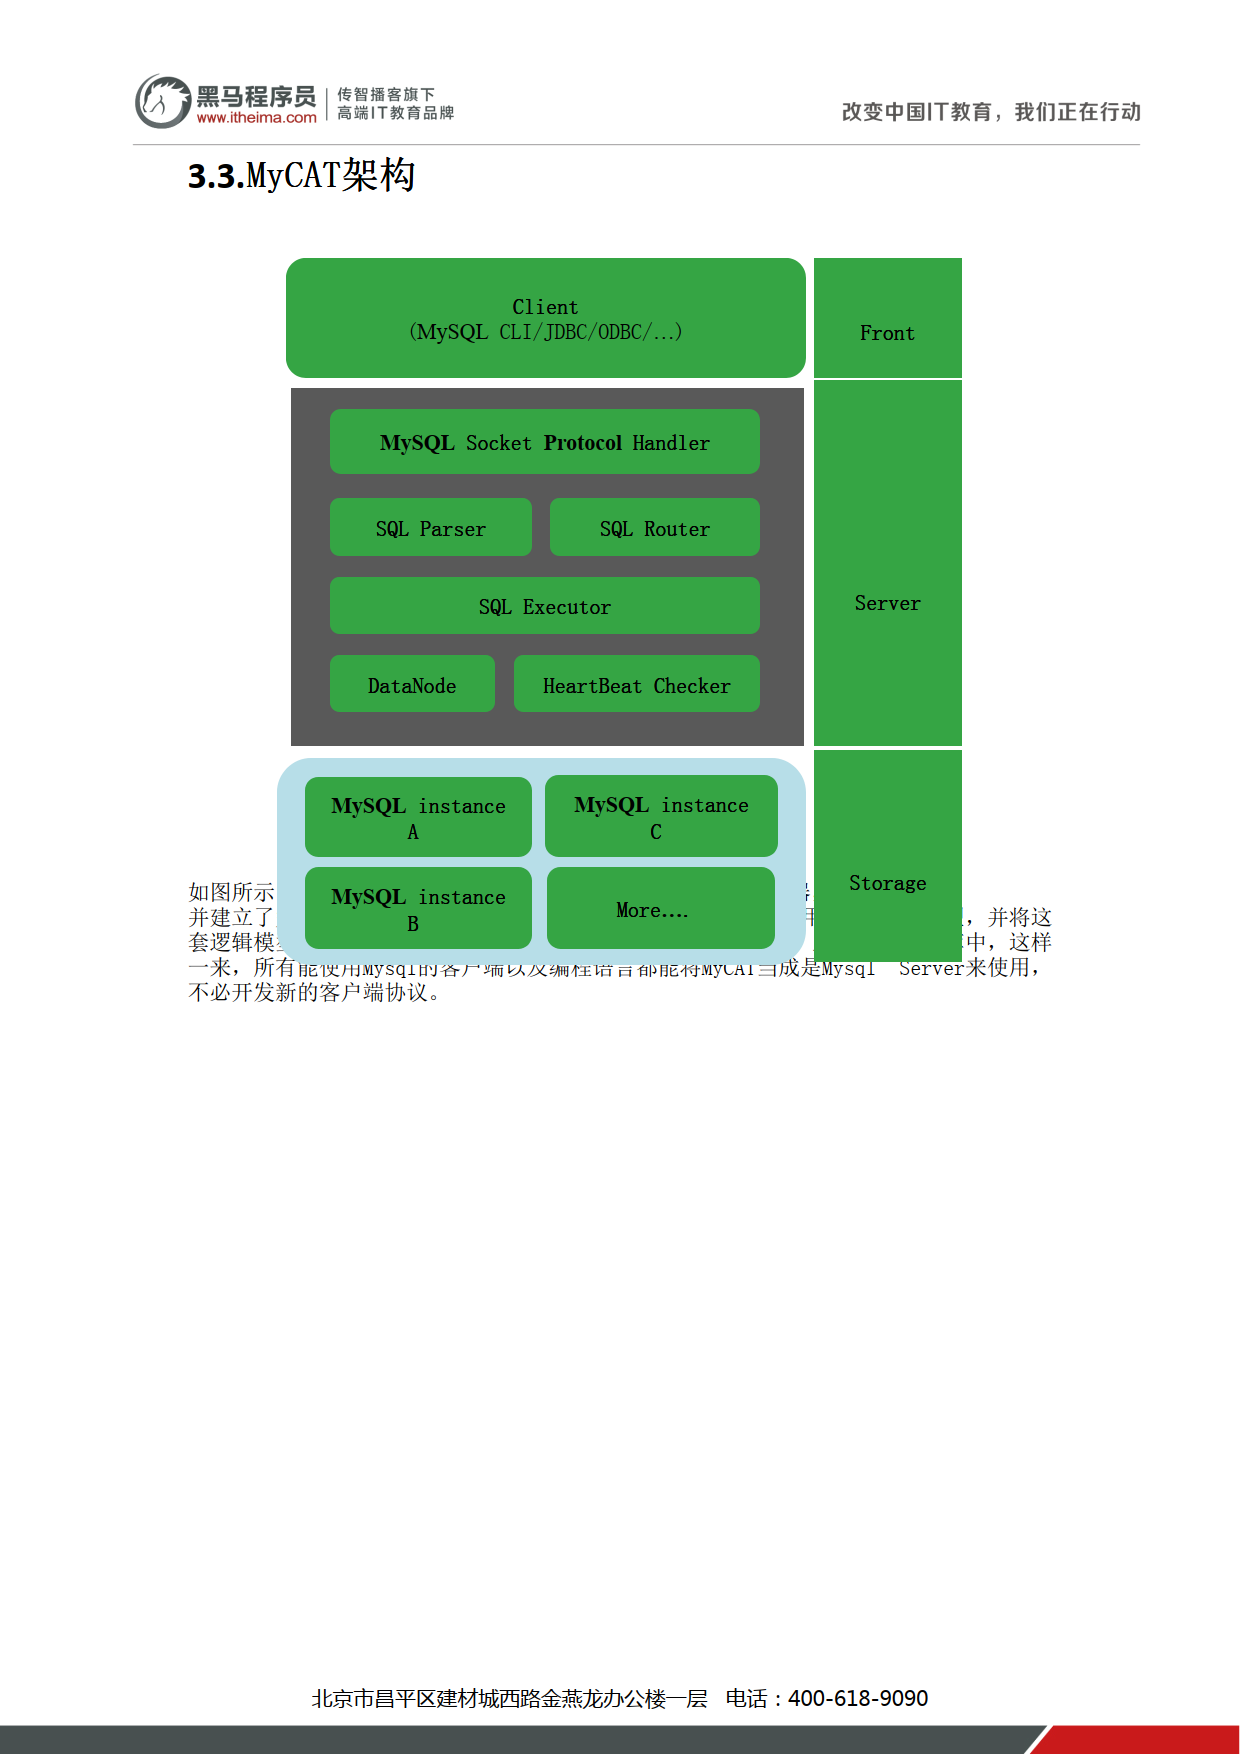 黑马程序员
www.itheima.com
传智播客旗下
高端IT教育品牌
改变中国IT教育，我们正在行动
3.3.MyCAT架构
Client
(MySQL CLI/JDBC/ODBC/...)
Front
MySQL Socket Protocol Handler
SQL Parser
SQL Router
SQL Executor
Server
DataNode
HeartBeat Checker
MySQL instance
A
MySQL instance
C
MySQL instance
B
More....
Storage
如图所示
并建立了 ，并将这
套逻辑模 中，这样
一来，所有能使用Mysql的客户端以及编程语言都能将MyCAT当成是Mysql Server来使用，
不必开发新的客户端协议。
北京市昌平区建材城西路金燕龙办公楼一层 电话：400-618-9090